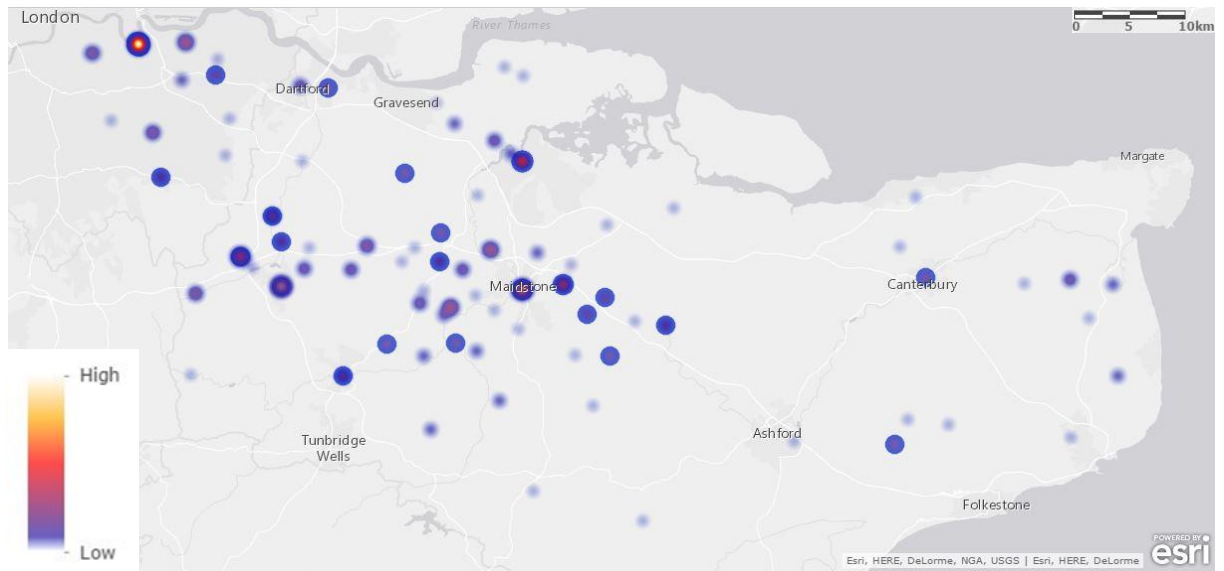 London
River Thames
0 5 10km
Dartford
Gravesend
Margate
Maidstone
Canterbury
High
Low
Tunbridge
Wells
Ashford
Folkestone
POWERED BY
esri
Esri, HERE, DeLorme, NGA, USGS | Esri, HERE, DeLorme